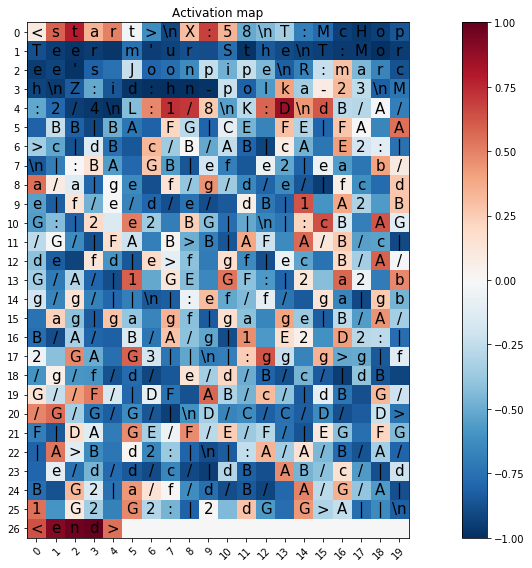 Activation map
0 < s t a r t > \n X : 5 8 \n T : M c H o p
1 T e e r m ' u r S t h e \n T : M o r
2 e e ' s J o o n p i p e \n R : m a r c
3 h \n Z : i d : h n - p o l k a - 2 3 \n M
4 : 2 / 4 \n L : 1 / 8 \n K : D \n d B / A /
5 B B | B A F G | C E F E | F A A
6 > c | d B c / B / A B | c A E 2 : |
7 \n | : B A G B | e f e 2 | e a b /
8 a / a | g e f / g / d / e / | f c d
9 e | f / e / d / e / d B | 1 A 2 B
10 G : | 2 e 2 B G | | \n | : c B A G
11 / G / | F A B > B | A F A / B / c |
12 d e f d | e > f g f | e c B / A /
13 G / A / | 1 G E G F : | 2 a 2 b
14 g / g / | | \n | : e f / f / g a | g b
15 a g | g a g f | g a g e | B / A /
16 B / A / B / A / g | 1 E 2 D 2 : |
17 2 G A G 3 | | \n | : g g g > g | f
18 / g / f / d / e / d / B / c / | d B
19 G / / F / | D F A B / c / | d B G /
20 / G / G / G / | \n D / C / C / D / D >
21 F | D A G E / F / E / F / | E G F G
22 | A > B d 2 : | \n | : A / A / B / A /
23 e / d / d / c / | d B A B / c / | d
24 B G 2 | a / f / d / B / A / G / A |
25 1 G 2 G 2 : | 2 d G G > A | | \n
26 < e n d >
0 1 2 3 4 5 6 7 8 9 10 11 12 13 14 15 16 17 18 19
1.00
0.75
0.50
0.25
0.00
−0.25
−0.50
−0.75
−1.00